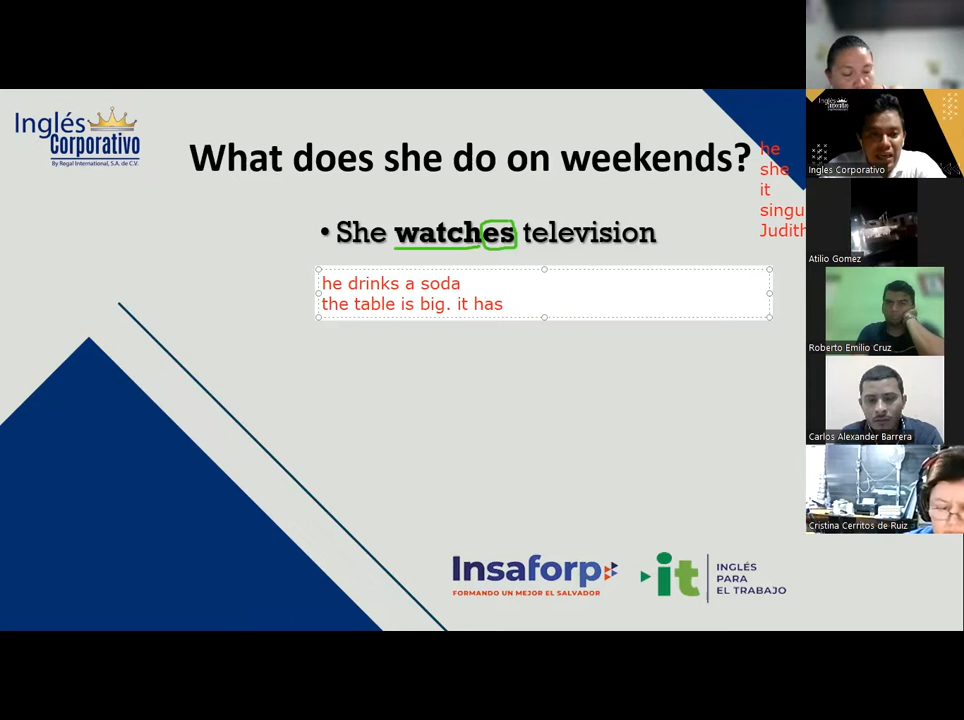 Inglés
Corporativo
By Regal International, S.A. de C.V.
What does she do on weekends?
• She watches television
he
she
it
singu
Judith
he drinks a soda
the table is big. it has
Insaforp
FORMANDO UN MEJOR EL SALVADOR
it
INGLÉS
PARA
EL TRABAJO
Inglés Corporativo
Atilio Gomez
Roberto Emilio Cruz
Carlos Alexander Barrera
Cristina Cerritos de Ruiz